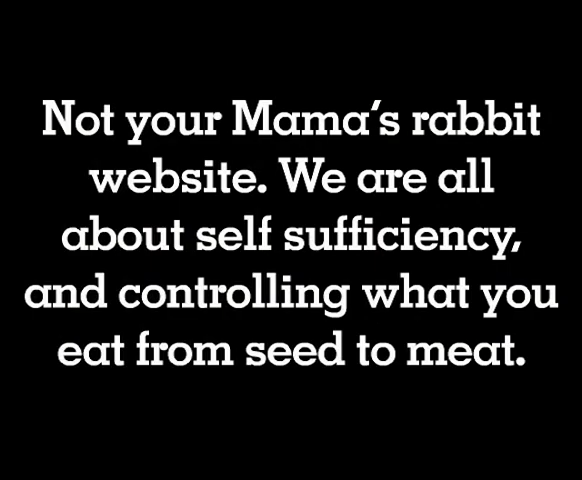 Not your Mama's rabbit
website. We are all
about self sufficiency,
and controlling what you
eat from seed to meat.